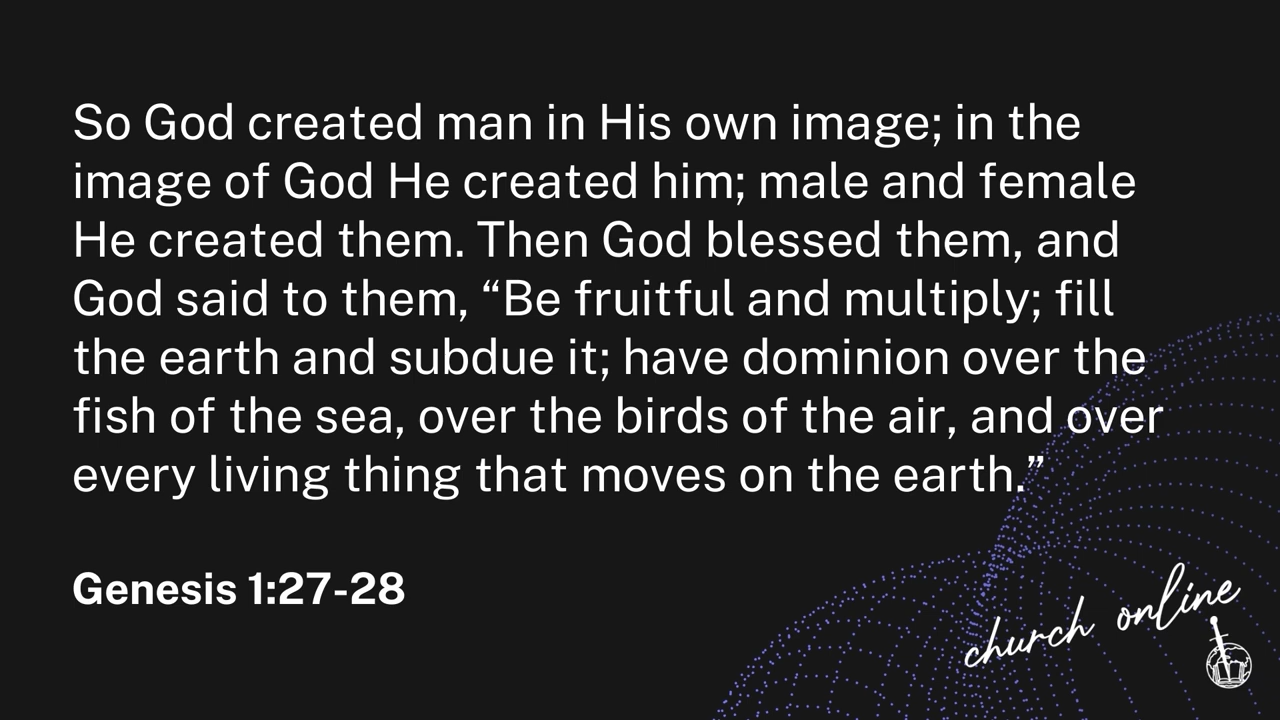 So God created man in His own image; in the
image of God He created him; male and female
He created them. Then God blessed them, and
God said to them, “Be fruitful and multiply; fill
the earth and subdue it; have dominion over the
fish of the sea, over the birds of the air, and over
every living thing that moves on the earth.”
Genesis 1:27-28
church online